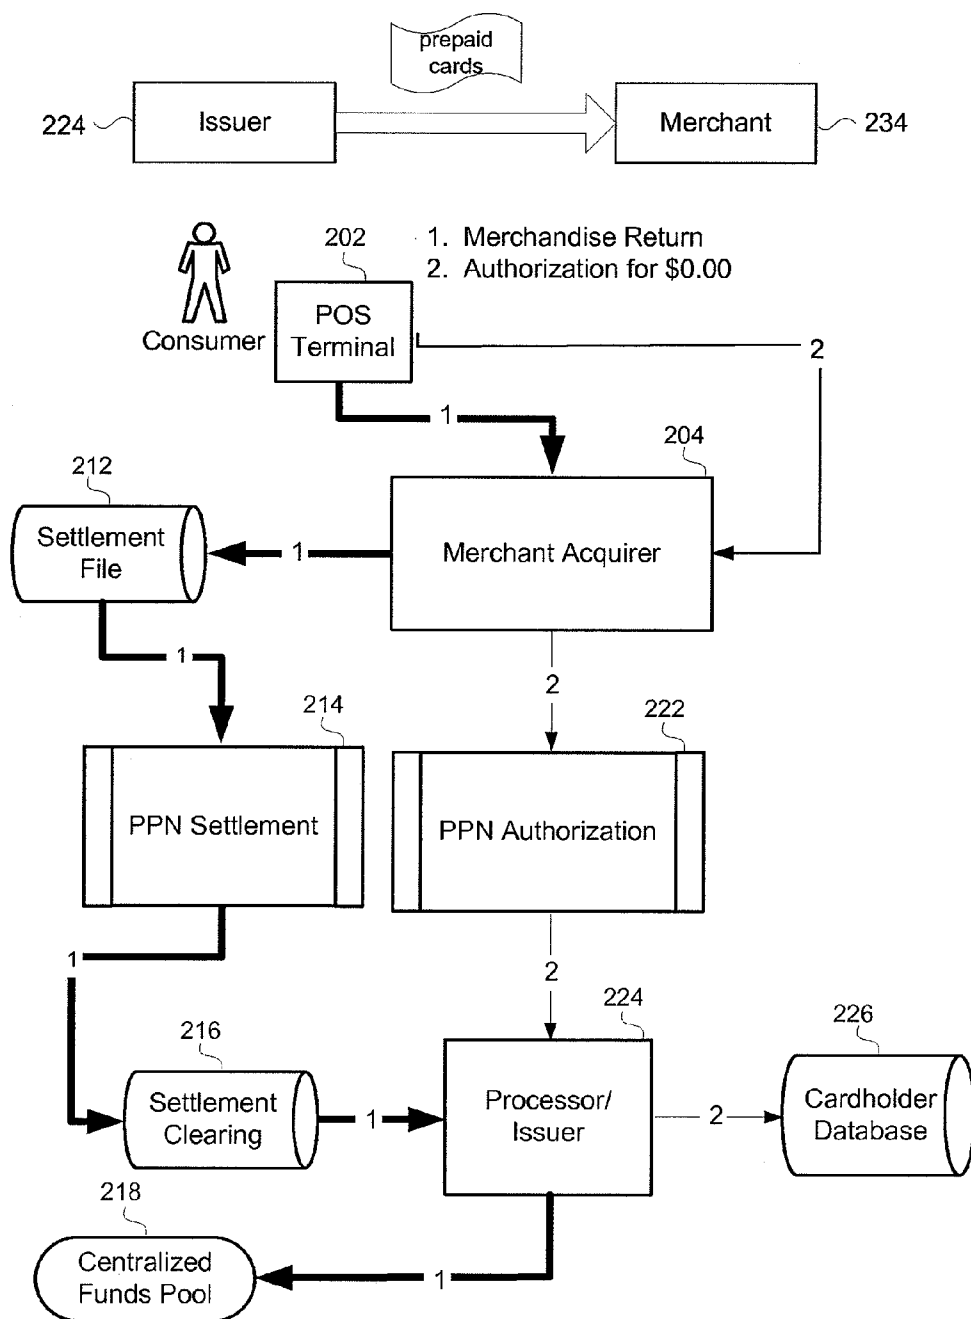 prepaid
cards
224
Issuer
Merchant
234
202
1. Merchandise Return
2. Authorization for $0.00
POS
Terminal
Consumer
2
1
204
212
Settlement
File
1
Merchant Acquirer
1
2
214
222
PPN Settlement
PPN Authorization
1
2
216
224
226
Settlement
Clearing
1
Processor/
Issuer
2
Cardholder
Database
218
Centralized
Funds Pool
1